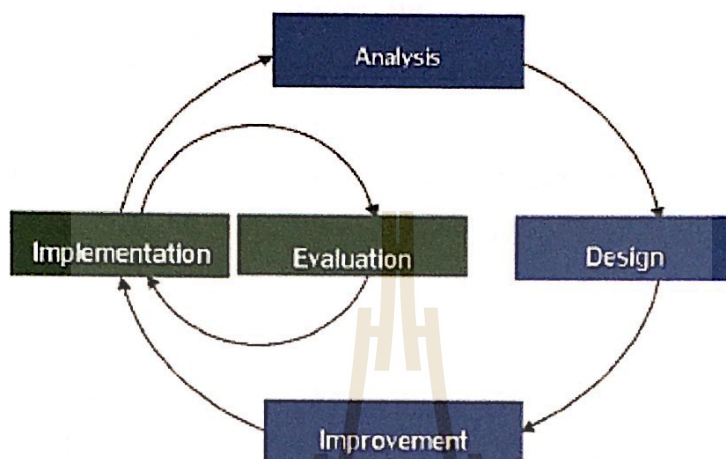 Analysis
Implementation
Evaluation
Design
Improvement